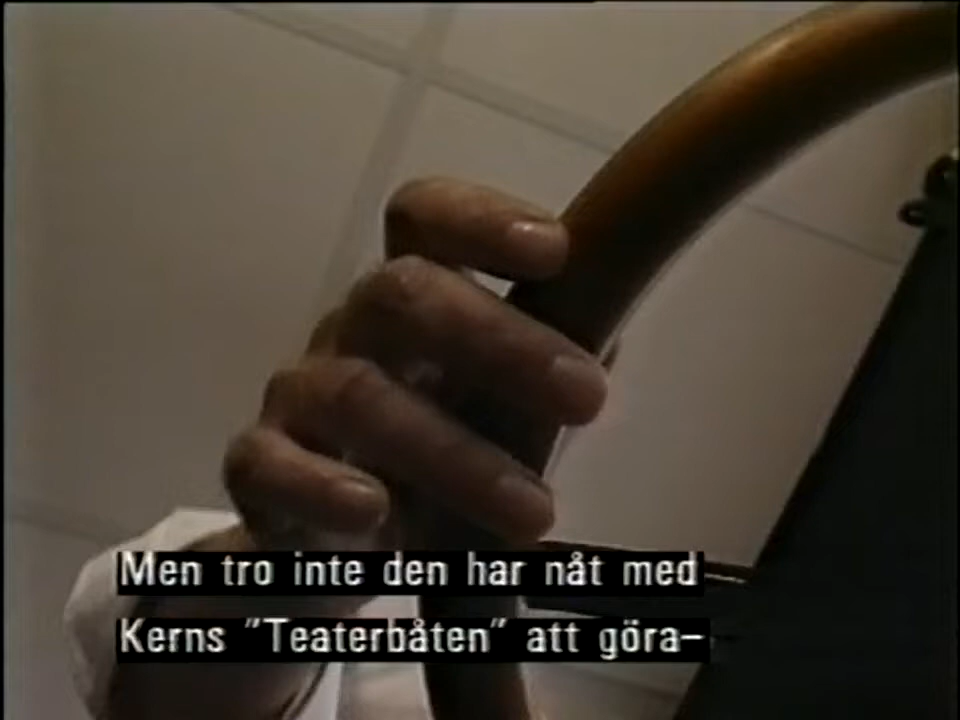 Men tro inte den har nåt med
Kerns "Teaterbåten" att göra–